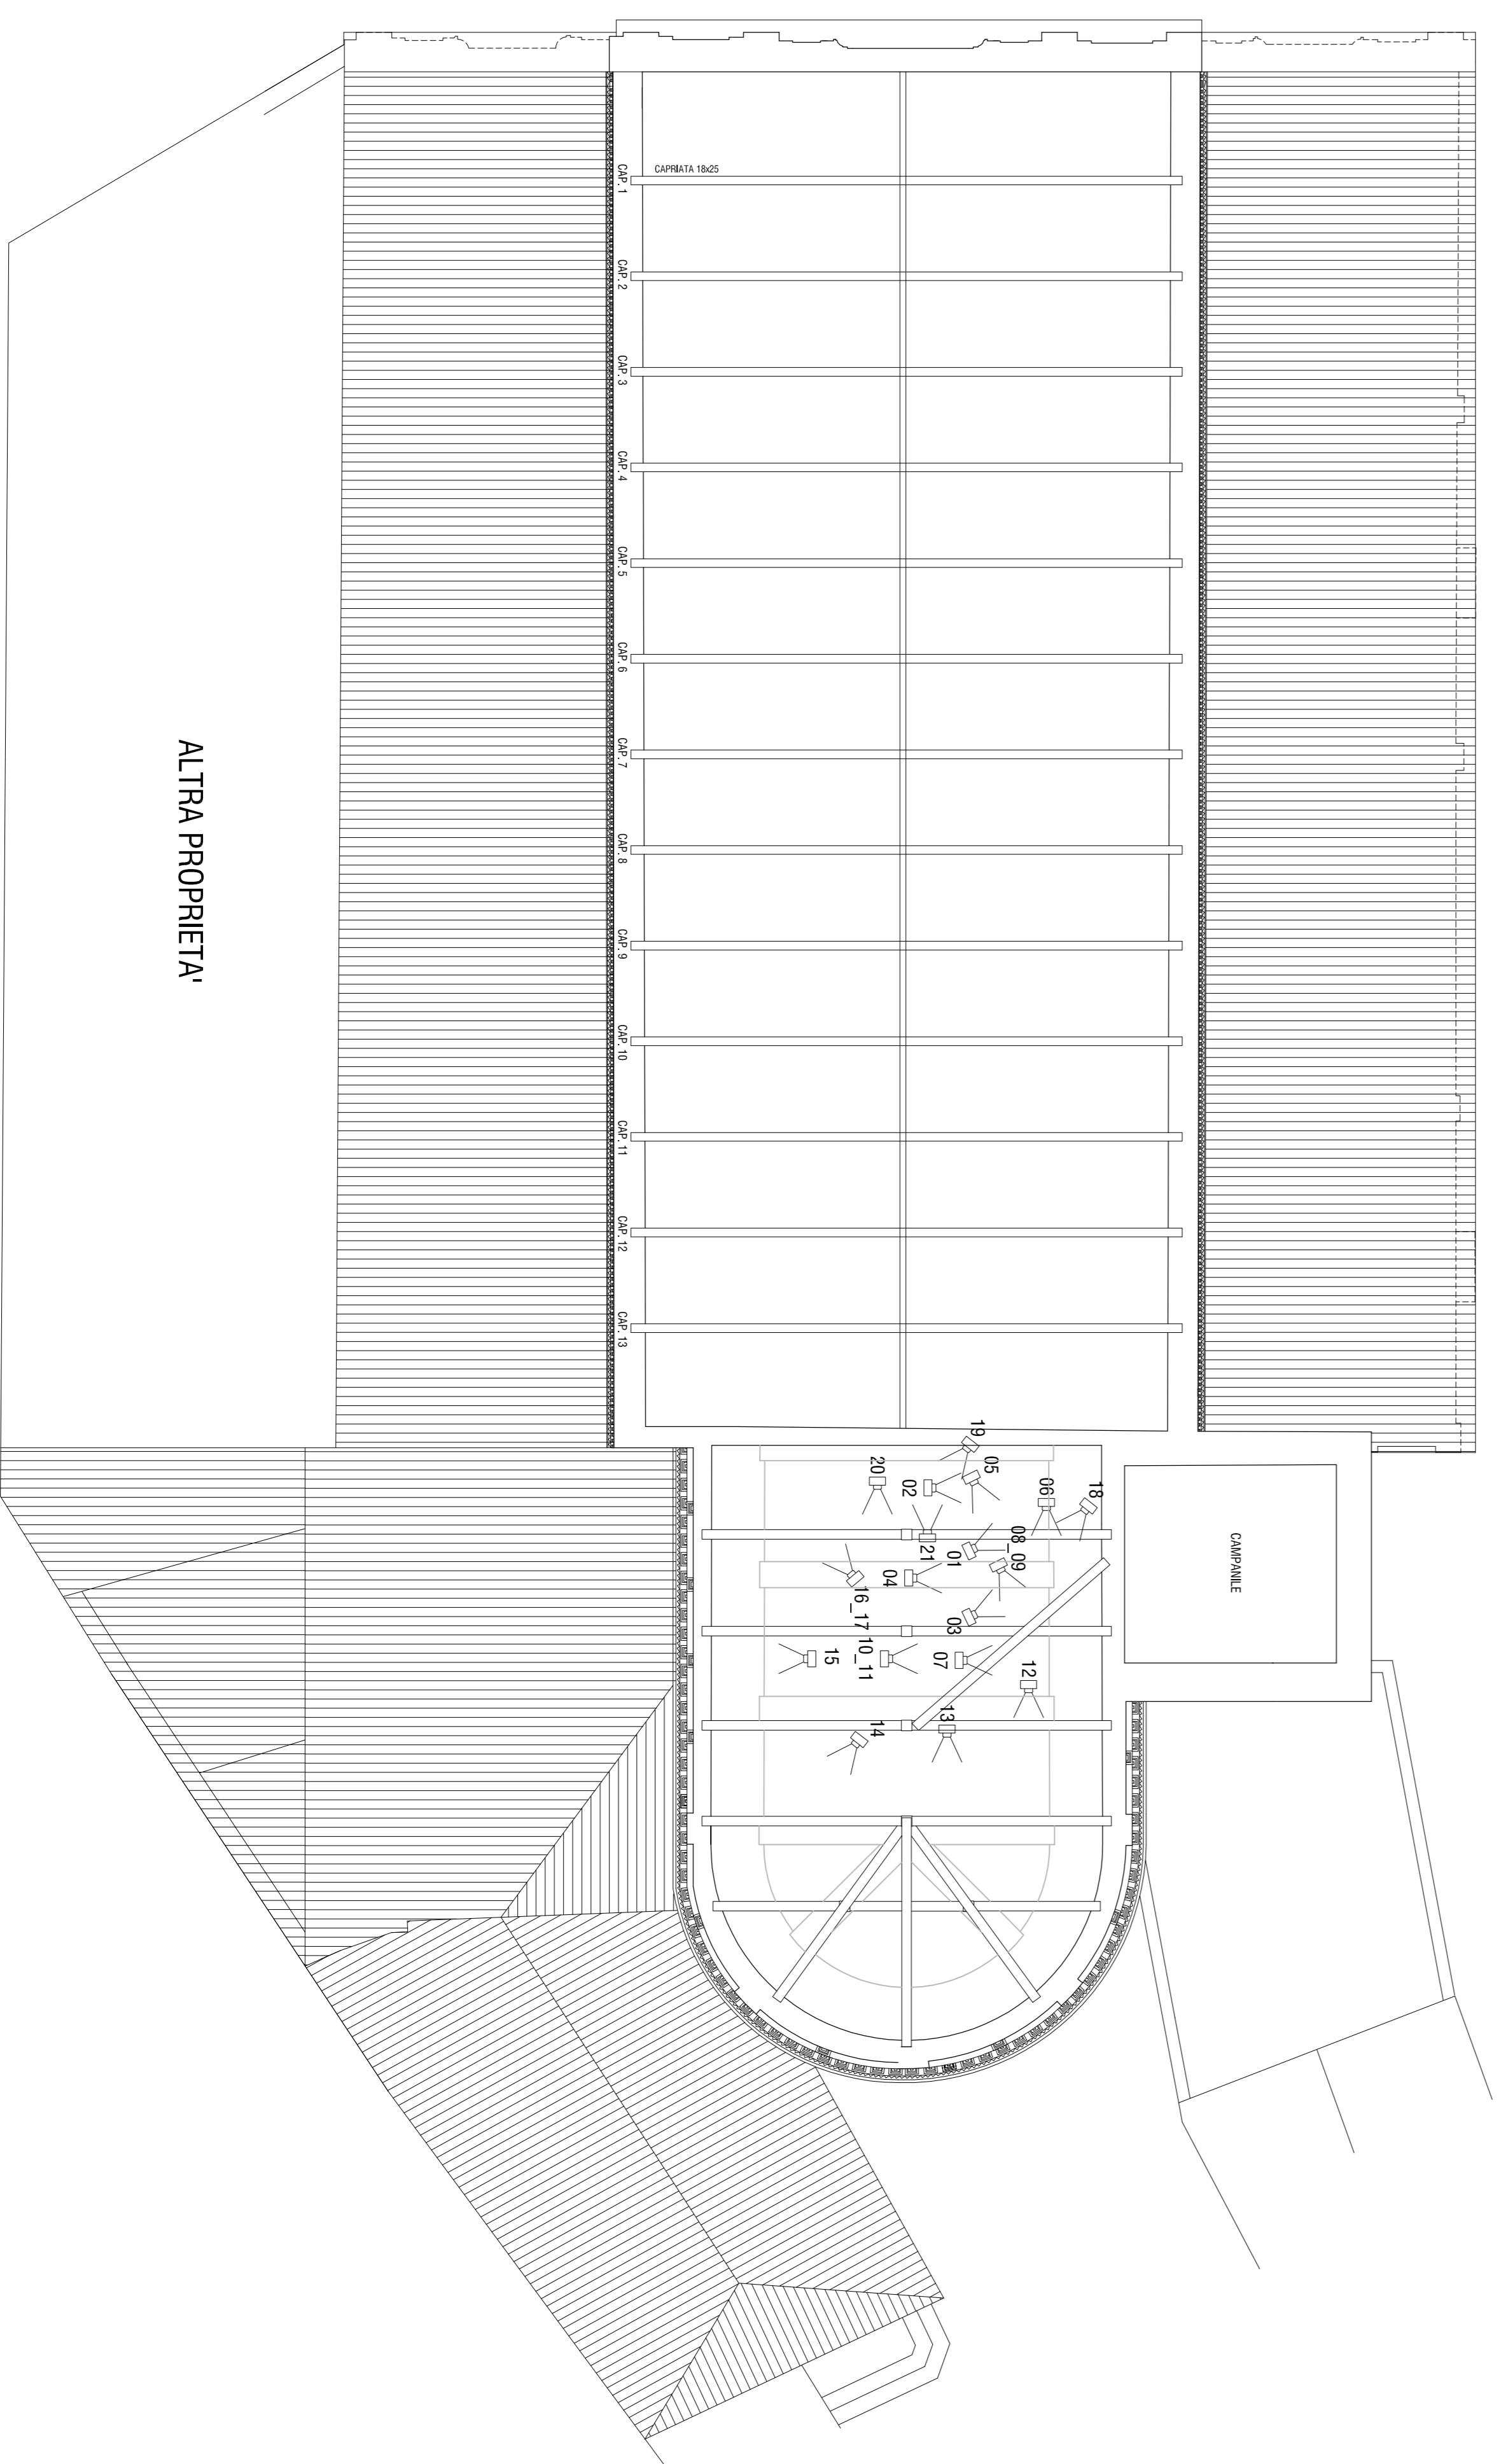 CAPRIATA 18x25
CAP. 1
CAP. 2
CAP. 3
CAP. 4
CAP. 5
CAP. 6
CAP. 7
CAP. 8
CAP. 9
CAP. 10
CAP. 11
CAP. 12
CAP. 13
ALTRA PROPRIETA'
CAMPANILE
19
05
20
02
06
18
21
01
08_09
04
16_17
03
15
10_11
07
12
13
14